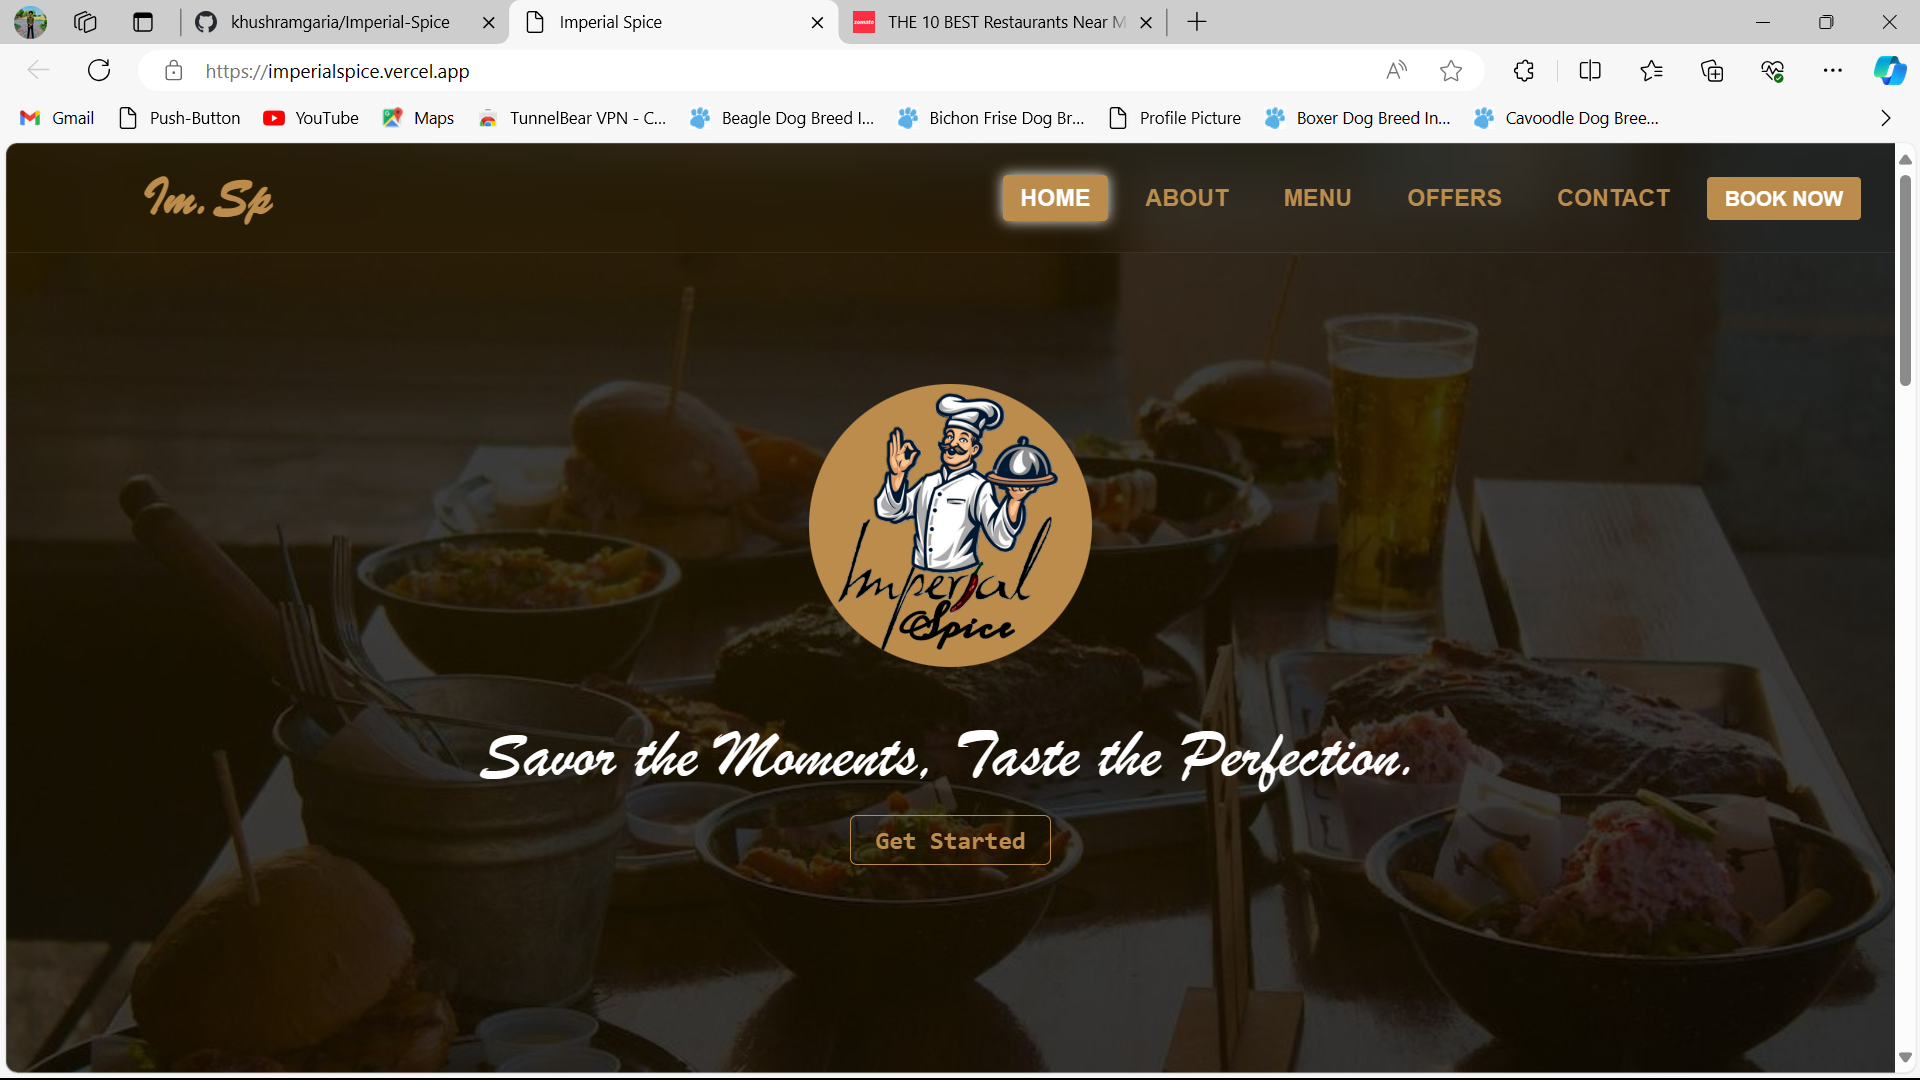 khushramgaria/Imperial-Spice
Imperial Spice
zomato
THE 10 BEST Restaurants Near M
https://imperialspice.vercel.app
Gmail
Push-Button
YouTube
Maps
TunnelBear VPN - C...
Beagle Dog Breed I...
Bichon Frise Dog Br...
Profile Picture
Boxer Dog Breed In...
Cavoodle Dog Bree...
Im. Sp
HOME
ABOUT
MENU
OFFERS
CONTACT
BOOK NOW
Imperial
Spice
Savor the Moments, Taste the Perfection.
Get Started